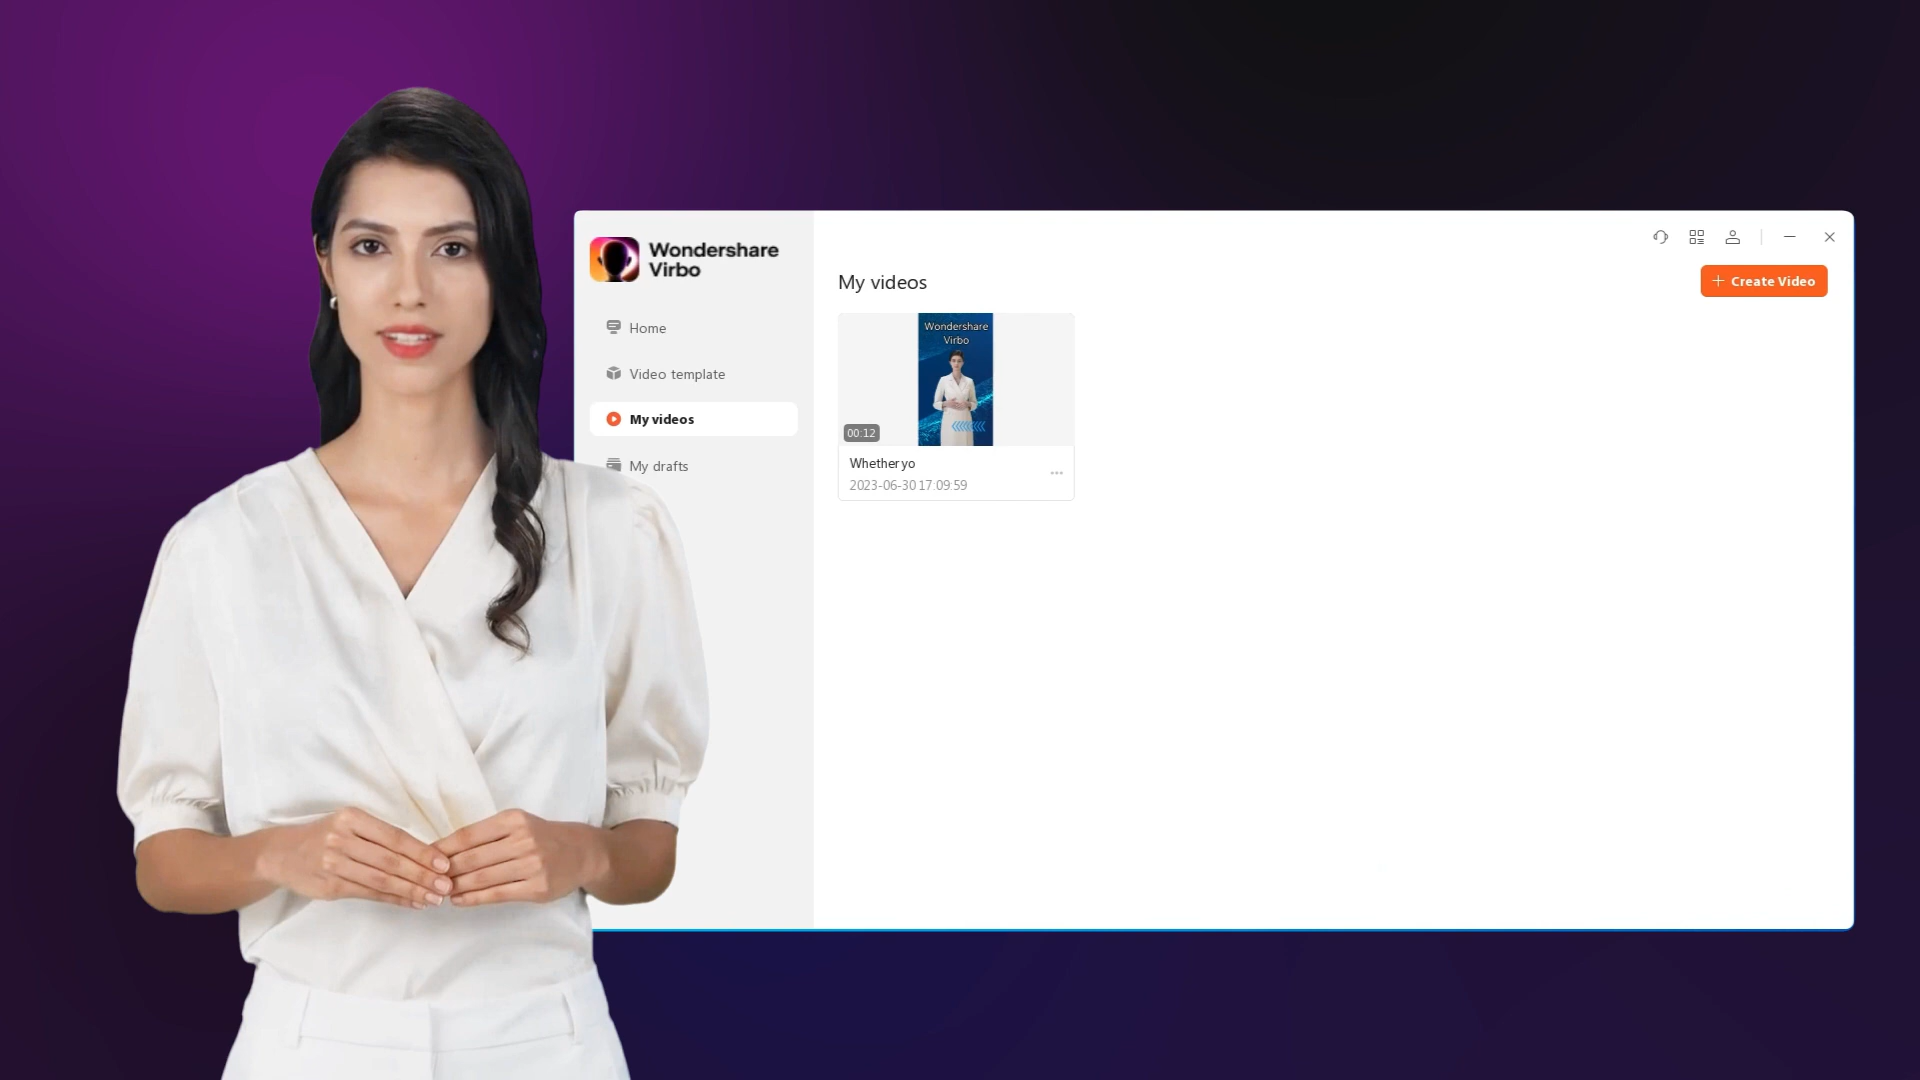 Wondershare
Virbo
Home
Video template
My videos
My drafts
My videos
+ Create Video
Wondershare
Virbo
00:12
Whether yo
2023-06-30 17:09:59